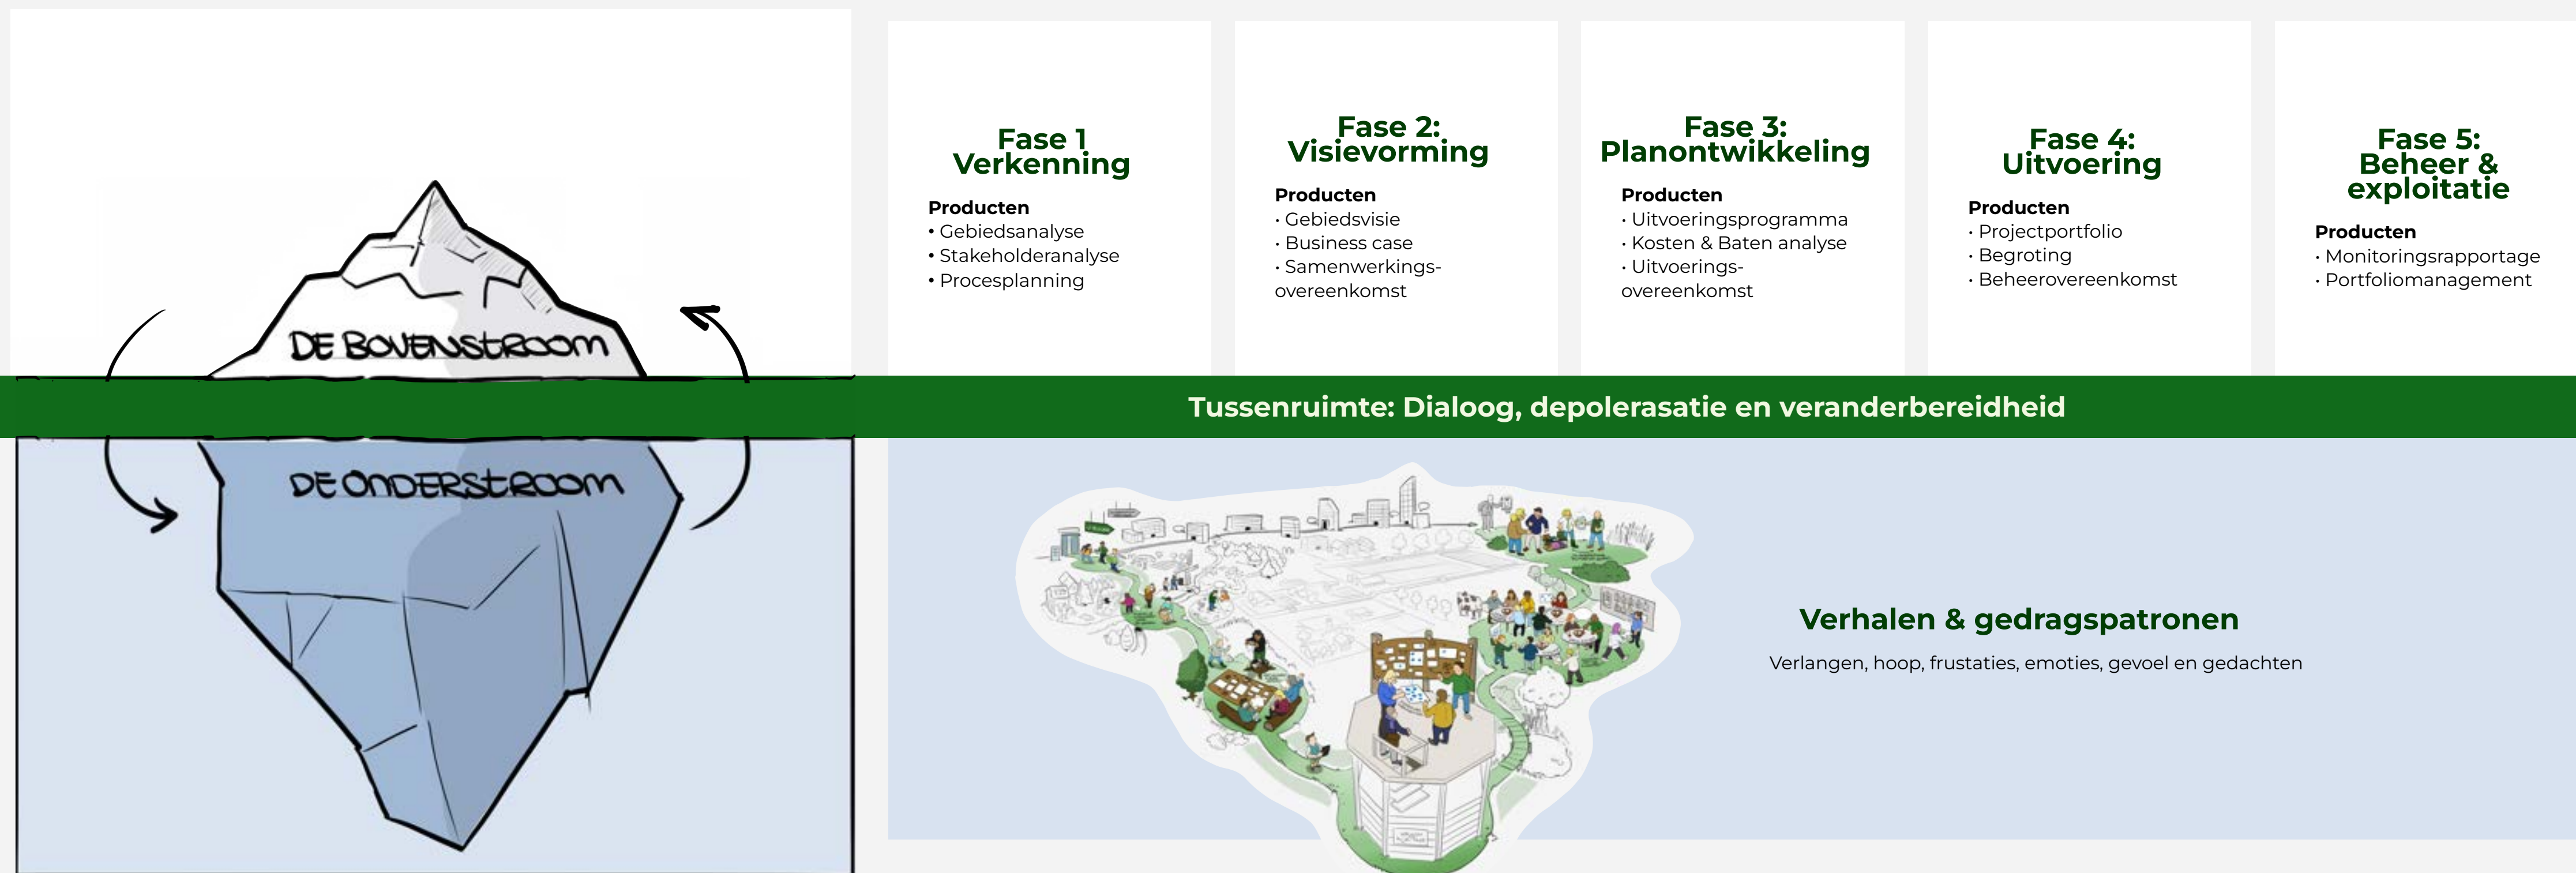 DE BOVENSTROOM
DE ONDERSTROOM
Fase 1
Verkenning
Producten
• Gebiedsanalyse
• Stakeholderanalyse
• Procesplanning
Fase 2:
Visievorming
Producten
· Gebiedsvisie
· Business case
· Samenwerkings-
overeenkomst
Fase 3:
Planontwikkeling
Producten
· Uitvoeringsprogramma
· Kosten & Baten analyse
· Uitvoerings-
overeenkomst
Fase 4:
Uitvoering
Producten
· Projectportfolio
· Begroting
· Beheerovereenkomst
Fase 5:
Beheer &
exploitatie
Producten
· Monitoringsrapportage
· Portfoliomanagement
Tussenruimte: Dialoog, depolerasatie en veranderbereidheid
Verhalen & gedragspatronen
Verlangen, hoop, frustaties, emoties, gevoel en gedachten